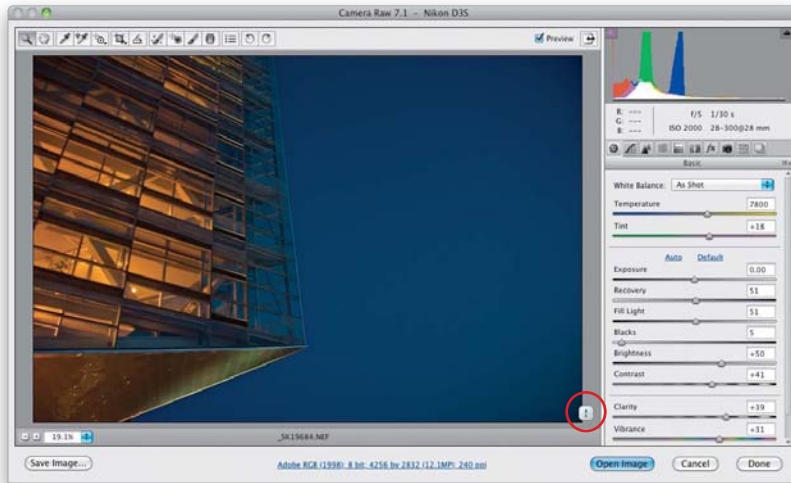 Camera Raw 7.1 - Nikon D3S
Preview
R: ---
G: ---
B: ---
f/5 1/30 s
ISO 2000 28-300@28 mm
fx
Basic
White Balance: As Shot
Temperature 7800
Tint +18
Auto Default
Exposure 0.00
Recovery 51
Fill Light 51
Blacks 5
Brightness +50
Contrast +41
Clarity +39
Vibrance +31
19.1%
_SK19684.NEF
Save Image...
Adobe RGB (1998); 8 bit; 4256 by 2832 (12.1MP); 240 ppi
Open Image
Cancel
Done